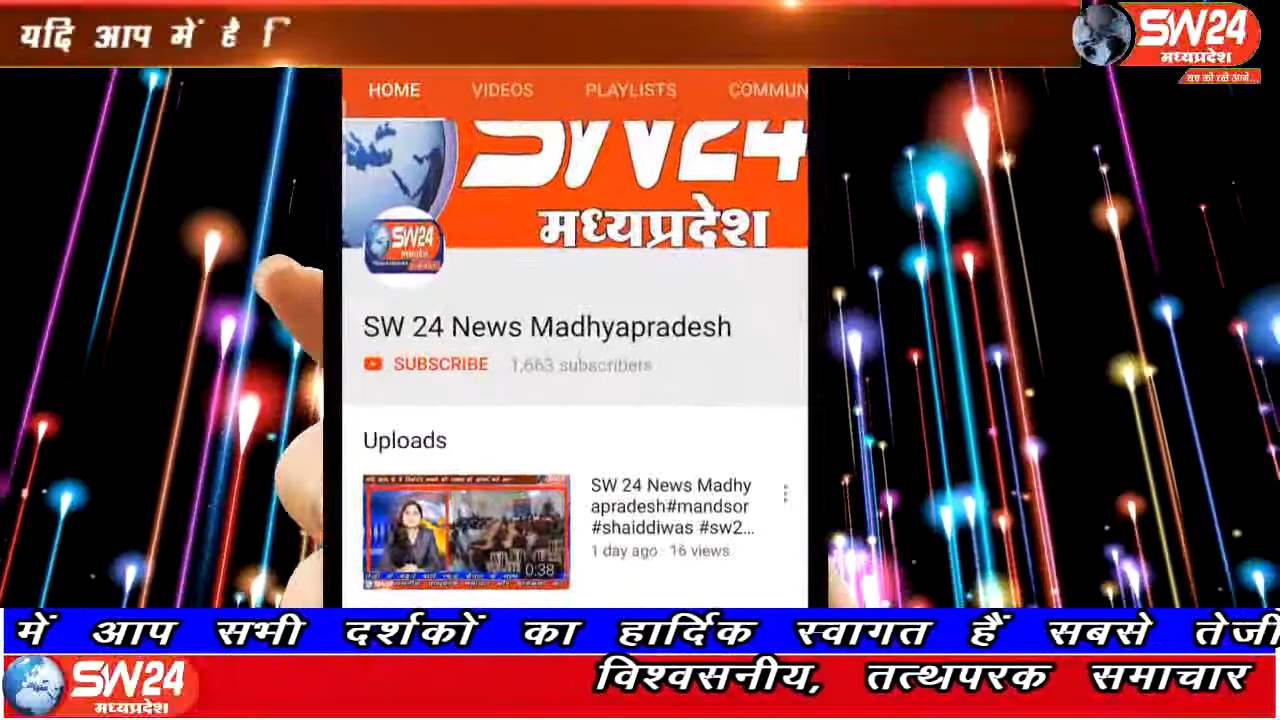 यदि आप में है
SW24
मध्यप्रदेश
HOME VIDEOS PLAYLISTS COMMUN
SW24
मध्यप्रदेश
SW24
SW 24 News Madhyapradesh
SUBSCRIBE 1,663 subscribers
Uploads
SW 24 News Madhy
apradesh#mandsor
#shaiddiwas #sw2...
1 day ago · 16 views
0:38
में आप सभी दर्शकों का हार्दिक स्वागत हैं सबसे तेजी
विश्वसनीय, तत्थपरक समाचार
SW24
मध्यप्रदेश